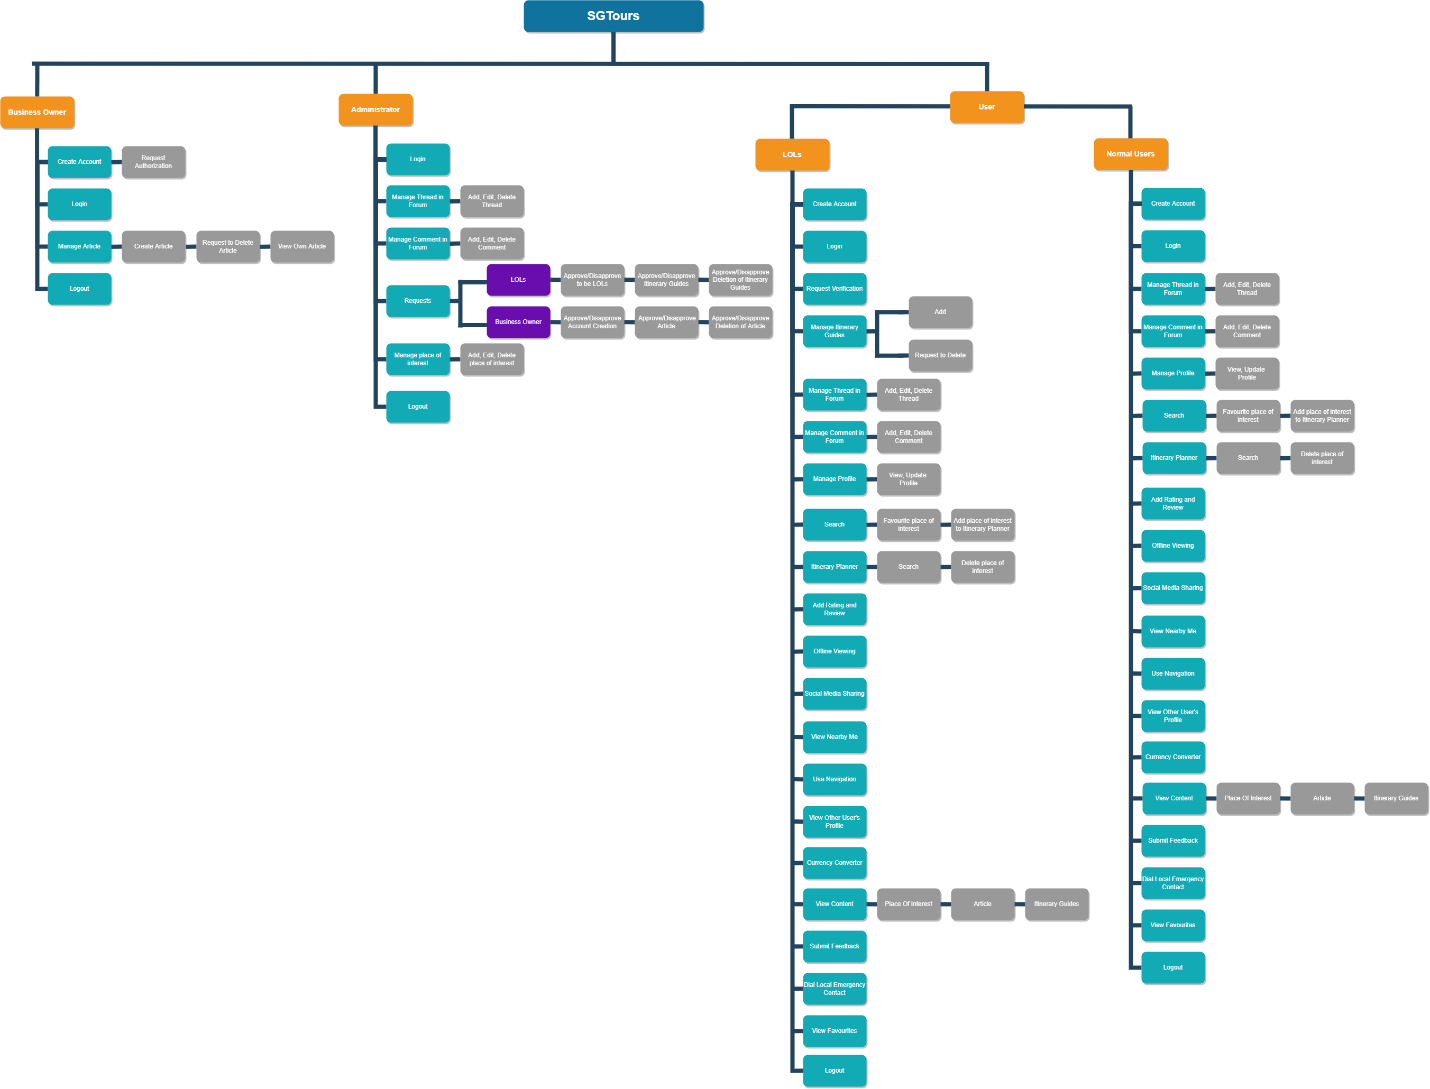 SGTours
Business Owner
Create Account
Request
Authorization
Login
Manage Article
Create Article
Request to Delete
Article
View Own Article
Logout
Administrator
Login
Manage Thread in
Forum
Add, Edit, Delete
Thread
Manage Comment in
Forum
Add, Edit, Delete
Comment
Requests
LOLs
Approve/Disapprove
to be LOLs
Approve/Disapprove
Itinerary Guides
Approve/Disapprove
Deletion of Itinerary
Guides
Business Owner
Approve/Disapprove
Account Creation
Approve/Disapprove
Article
Approve/Disapprove
Deletion of Article
Manage place of
interest
Add, Edit, Delete
place of interest
Logout
User
LOLs
Create Account
Login
Request Verification
Manage Itinerary
Guides
Add
Request to Delete
Manage Thread in
Forum
Add, Edit, Delete
Thread
Manage Comment in
Forum
Add, Edit, Delete
Comment
Manage Profile
View, Update
Profile
Search
Favourite place of
interest
Add place of interest
to Itinerary Planner
Itinerary Planner
Search
Delete place of
interest
Add Rating and
Review
Offline Viewing
Social Media Sharing
View Nearby Me
Use Navigation
View Other User's
Profile
Currency Converter
View Content
Place Of Interest
Article
Itinerary Guides
Submit Feedback
Dial Local Emergency
Contact
View Favourites
Logout
Normal Users
Create Account
Login
Manage Thread in
Forum
Add, Edit, Delete
Thread
Manage Comment in
Forum
Add, Edit, Delete
Comment
Manage Profile
View, Update
Profile
Search
Favourite place of
interest
Add place of interest
to Itinerary Planner
Itinerary Planner
Search
Delete place of
interest
Add Rating and
Review
Offline Viewing
Social Media Sharing
View Nearby Me
Use Navigation
View Other User's
Profile
Currency Converter
View Content
Place Of Interest
Article
Itinerary Guides
Submit Feedback
Dial Local Emergency
Contact
View Favourites
Logout